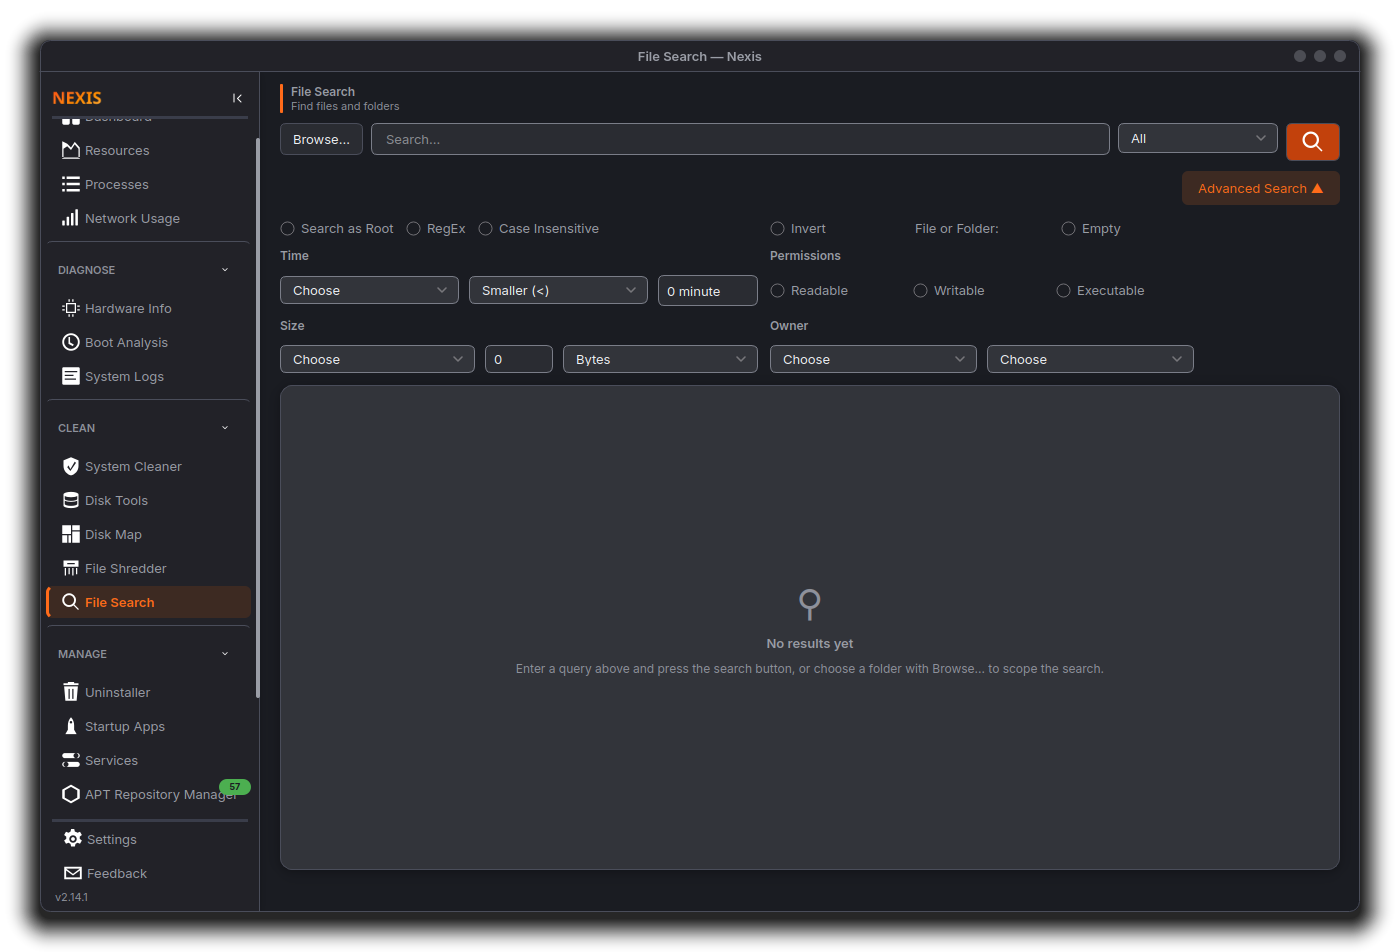 File Search — Nexis
NEXIS
Dashboard
Resources
Processes
Network Usage
DIAGNOSE
Hardware Info
Boot Analysis
System Logs
CLEAN
System Cleaner
Disk Tools
Disk Map
File Shredder
File Search
MANAGE
Uninstaller
Startup Apps
Services
APT Repository Manager
57
Settings
Feedback
v2.14.1
File Search
Find files and folders
Browse... Search... All
Advanced Search
Search as Root RegEx Case Insensitive Invert File or Folder: Empty
Time Permissions
Choose Smaller (<) 0 minute Readable Writable Executable
Size Owner
Choose 0 Bytes Choose Choose
No results yet
Enter a query above and press the search button, or choose a folder with Browse... to scope the search.